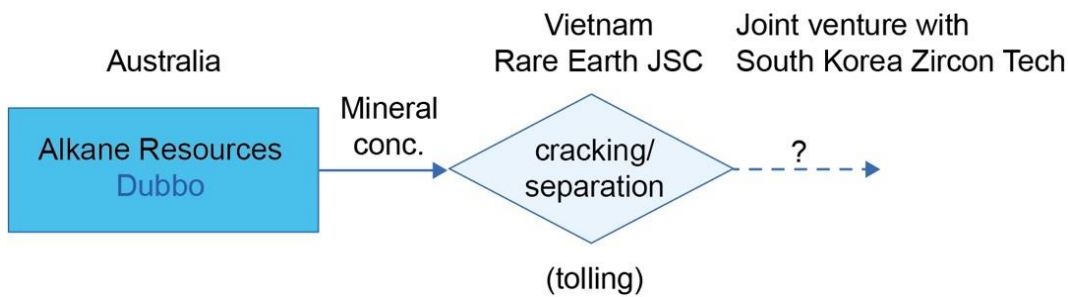 Australia
Alkane Resources
Dubbo
Mineral
conc.
Vietnam
Rare Earth JSC
cracking/
separation
(tolling)
Joint venture with
South Korea Zircon Tech
?